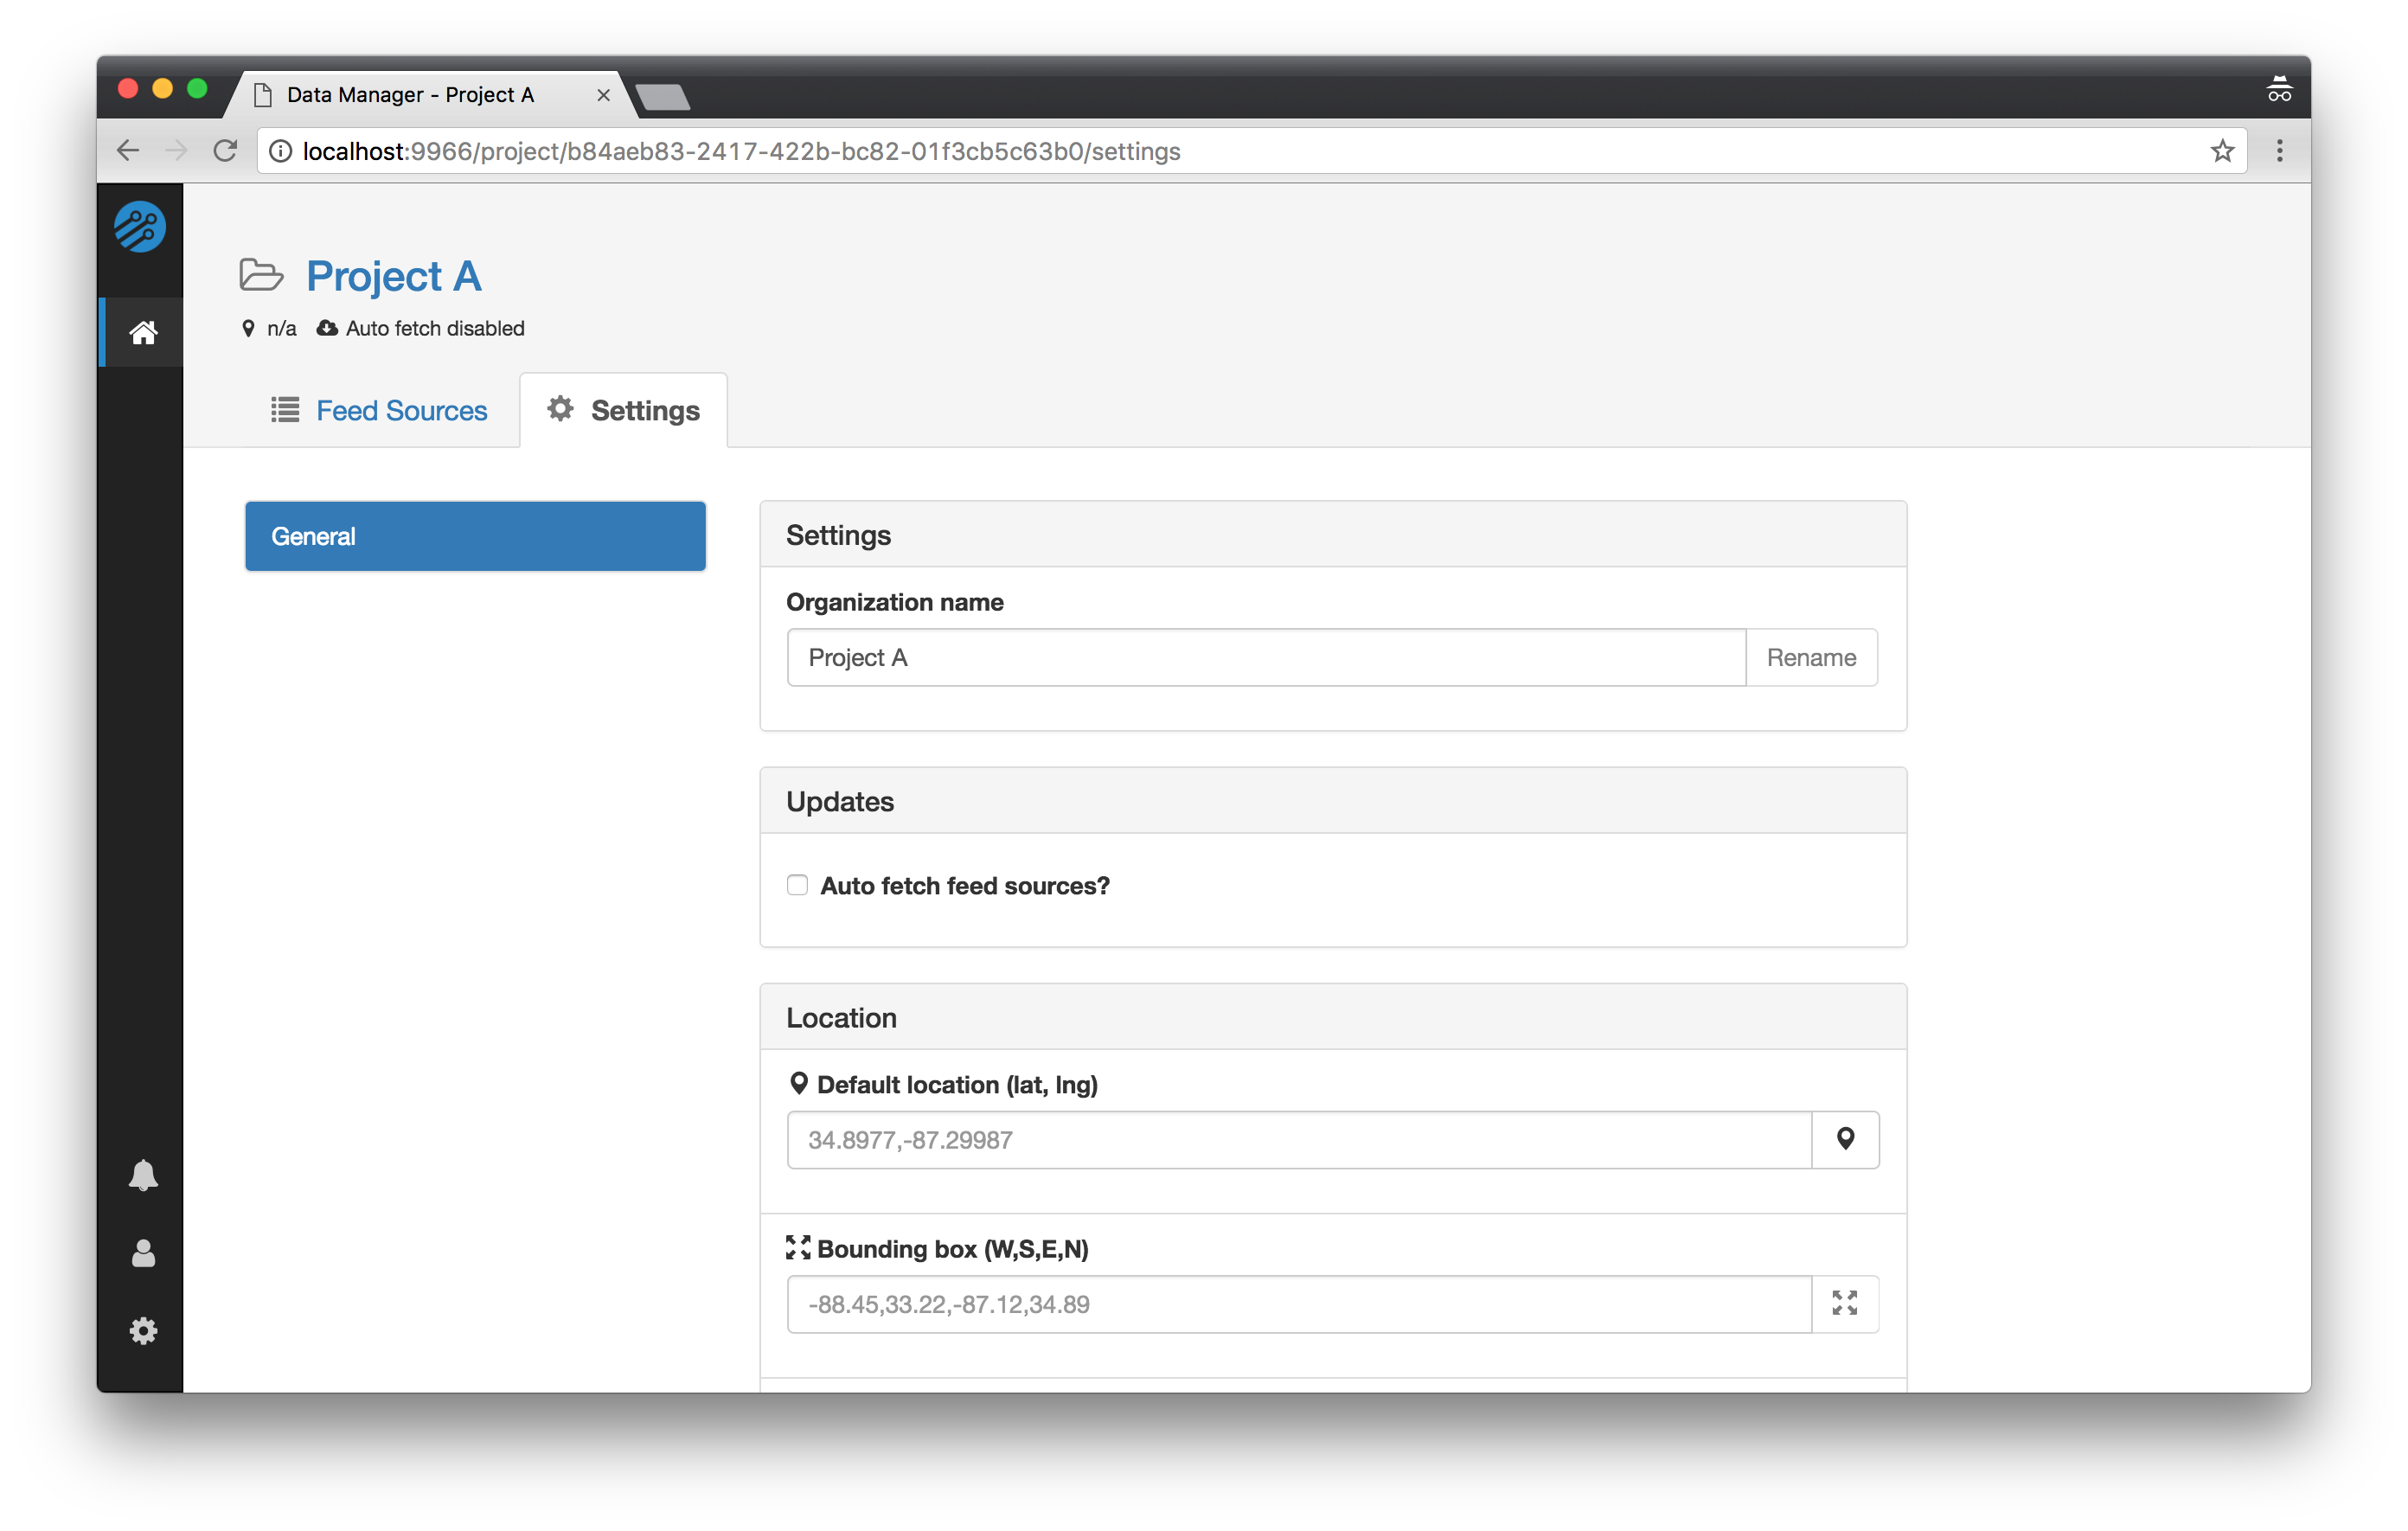 Data Manager - Project A
localhost:9966/project/b84aeb83-2417-422b-bc82-01f3cb5c63b0/settings
Project A
n/a Auto fetch disabled
Feed Sources Settings
General
Settings
Organization name
Project A Rename
Updates
Auto fetch feed sources?
Location
Default location (lat, lng)
34.8977,-87.29987
Bounding box (W,S,E,N)
-88.45,33.22,-87.12,34.89